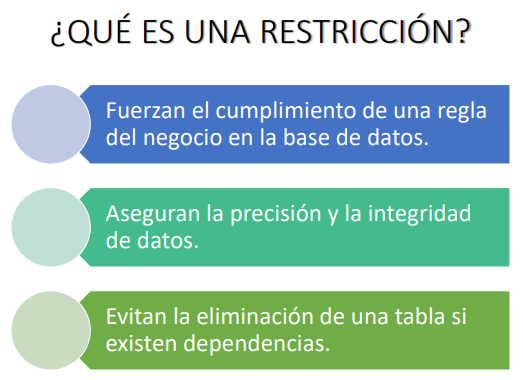 ¿QUÉ ES UNA RESTRICCIÓN?
Fuerzan el cumplimiento de una regla
del negocio en la base de datos.
Aseguran la precisión y la integridad
de datos.
Evitan la eliminación de una tabla si
existen dependencias.